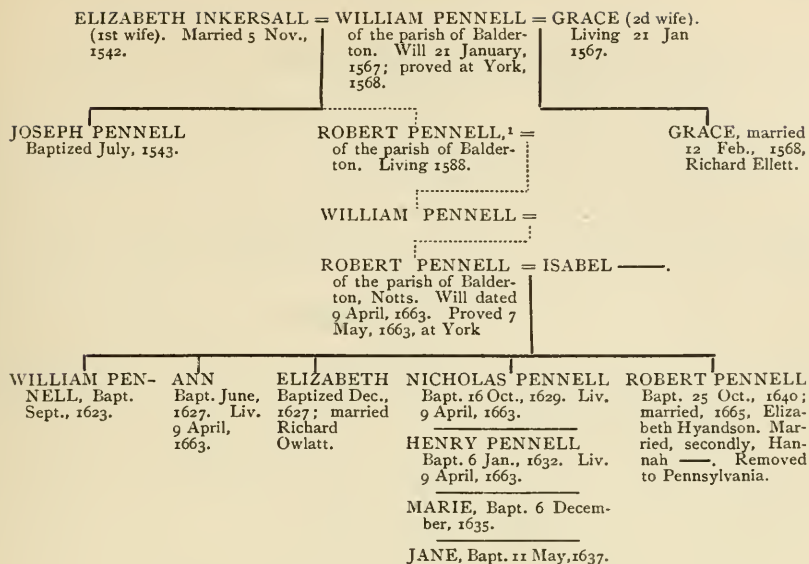 ELIZABETH INKERSALL = WILLIAM PENNELL = GRACE (2d wife).
(1st wife). Married 5 Nov., 1542.
of the parish of Balder-
ton. Will 21 January,
1567; proved at York,
1568.
Living 21 Jan
1567.
JOSEPH PENNELL
Baptized July, 1543.
ROBERT PENNELL,¹ =
of the parish of Balder-
ton. Living 1588.
GRACE, married
12 Feb., 1568,
Richard Ellett.
WILLIAM PENNELL =
ROBERT PENNELL = ISABEL ——.
of the parish of Balder-
ton, Notts. Will dated
9 April, 1663. Proved 7
May, 1663, at York
WILLIAM PEN-
NELL, Bapt.
Sept., 1623.
ANN
Bapt. June,
1627. Liv.
9 April,
1663.
ELIZABETH
Baptized Dec.,
1627; married
Richard
Owlatt.
NICHOLAS PENNELL
Bapt. 16 Oct., 1629. Liv.
9 April, 1663.
HENRY PENNELL
Bapt. 6 Jan., 1632. Liv.
9 April, 1663.
MARIE, Bapt. 6 Decem-
ber, 1635.
JANE, Bapt. 11 May, 1637.
ROBERT PENNELL
Bapt. 25 Oct., 1640;
married, 1665, Eliza-
beth Hyandson. Mar-
ried, secondly, Han-
nah ——. Removed
to Pennsylvania.